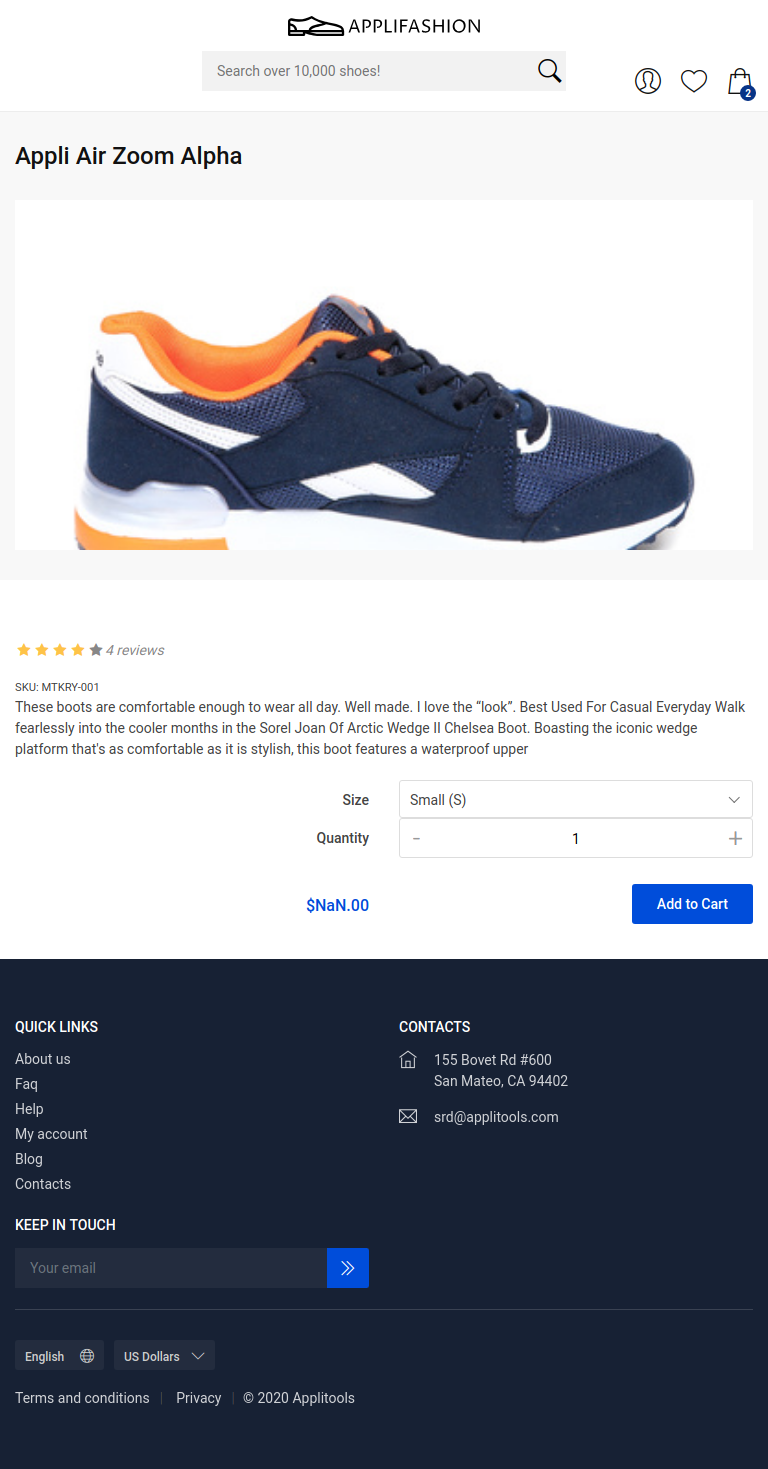 APPLIFASHION
Search over 10,000 shoes!
2
Appli Air Zoom Alpha
4 reviews
SKU: MTKRY-001
These boots are comfortable enough to wear all day. Well made. I love the “look”. Best Used For Casual Everyday Walk
fearlessly into the cooler months in the Sorel Joan Of Arctic Wedge II Chelsea Boot. Boasting the iconic wedge
platform that's as comfortable as it is stylish, this boot features a waterproof upper
Size
Small (S)
Quantity
- 1 +
$NaN.00
Add to Cart
QUICK LINKS
About us
Faq
Help
My account
Blog
Contacts
CONTACTS
155 Bovet Rd #600
San Mateo, CA 94402
srd@applitools.com
KEEP IN TOUCH
Your email
English
US Dollars
Terms and conditions
Privacy
© 2020 Applitools